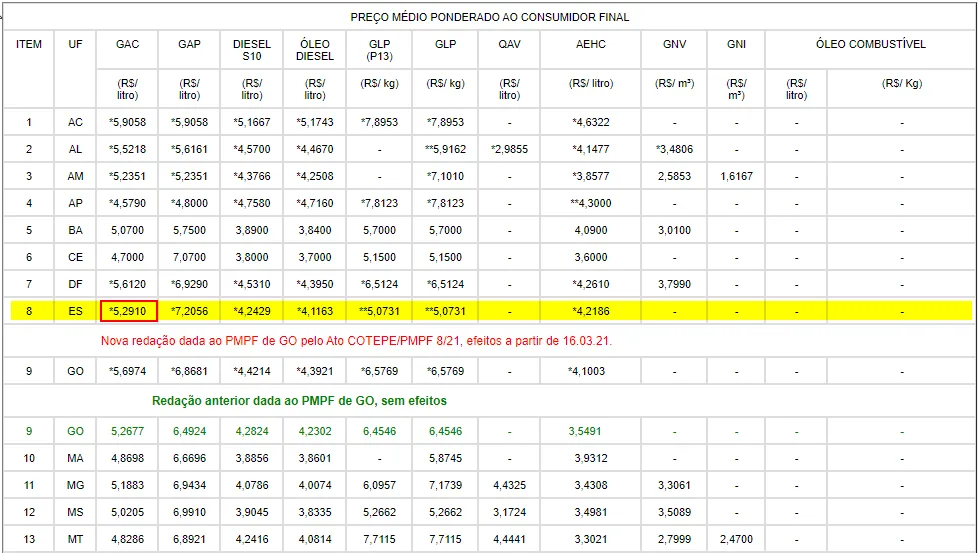 PREÇO MÉDIO PONDERADO AO CONSUMIDOR FINAL
ITEM UF GAC GAP DIESEL S10 ÓLEO DIESEL GLP (P13) GLP QAV AEHC GNV GNI ÓLEO COMBUSTÍVEL
(R$/ litro) (R$/ litro) (R$/ litro) (R$/ litro) (R$/ kg) (R$/ kg) (R$/ litro) (R$/ litro) (R$/ m³) (R$/ m³) (R$/ litro) (R$/ Kg)
1 AC *5,9058 *5,9058 *5,1667 *5,1743 *7,8953 *7,8953 - *4,6322 - - - -
2 AL *5,5218 *5,6161 *4,5700 *4,4670 - **5,9162 *2,9855 *4,1477 *3,4806 - - -
3 AM *5,2351 *5,2351 *4,3766 *4,2508 - *7,1010 - *3,8577 2,5853 1,6167 - -
4 AP *4,5790 *4,8000 *4,7580 *4,7160 *7,8123 *7,8123 - **4,3000 - - - -
5 BA 5,0700 5,7500 3,8900 3,8400 5,7000 5,7000 - 4,0900 3,0100 - - -
6 CE 4,7000 7,0700 3,8000 3,7000 5,1500 5,1500 - 3,6000 - - - -
7 DF *5,6120 *6,9290 *4,5310 *4,3950 *6,5124 *6,5124 - *4,2610 3,7990 - - -
8 ES *5,2910 *7,2056 *4,2429 *4,1163 **5,0731 **5,0731 - *4,2186 - - - -
Nova redação dada ao PMPF de GO pelo Ato COTEPE/PMPF 8/21, efeitos a partir de 16.03.21.
9 GO *5,6974 *6,8681 *4,4214 *4,3921 *6,5769 *6,5769 - *4,1003 - - - -
Redação anterior dada ao PMPF de GO, sem efeitos
9 GO 5,2677 6,4924 4,2824 4,2302 6,4546 6,4546 - 3,5491 - - - -
10 MA 4,8698 6,6696 3,8856 3,8601 - 5,8745 - 3,9312 - - - -
11 MG 5,1883 6,9434 4,0786 4,0074 6,0957 7,1739 4,4325 3,4308 3,3061 - - -
12 MS 5,0205 6,9910 3,9045 3,8335 5,2662 5,2662 3,1724 3,4981 3,5089 - - -
13 MT 4,8286 6,8921 4,2416 4,0814 7,7115 7,7115 4,4441 3,3021 2,7999 2,4700 - -